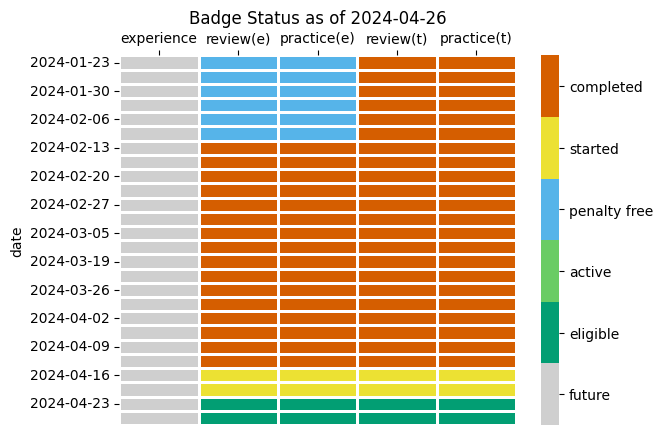 Badge Status as of 2024-04-26
experience review(e) practice(e) review(t) practice(t)
2024-01-23
2024-01-30
2024-02-06
2024-02-13
2024-02-20
2024-02-27
2024-03-05
2024-03-19
2024-03-26
2024-04-02
2024-04-09
2024-04-16
2024-04-23
date
completed
started
penalty free
active
eligible
future